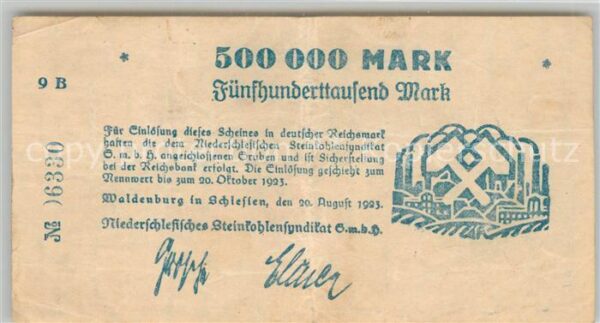 500 000 MARK
9 B
Fünfhunderttausend Mark
Für Einlösung dieses Scheines in deutscher Reichsmark
haften die dem Niederschlesischen Steinkohlensyndikat
G.m.b.H. angeschlossenen Gruben und ist Sicherstellung
bei der Reichsbank erfolgt. Die Einlösung geschieht zum
Nennwert bis zum 20. Oktober 1923.
Waldenburg in Schlesien, den 20. August 1923.
Niederschlesisches Steinkohlensyndikat G.m.b.H.
№ 06330